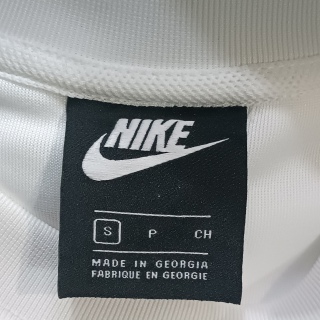 NIKE
S P CH
MADE IN GEORGIA
FABRIQUE EN GEORGIE